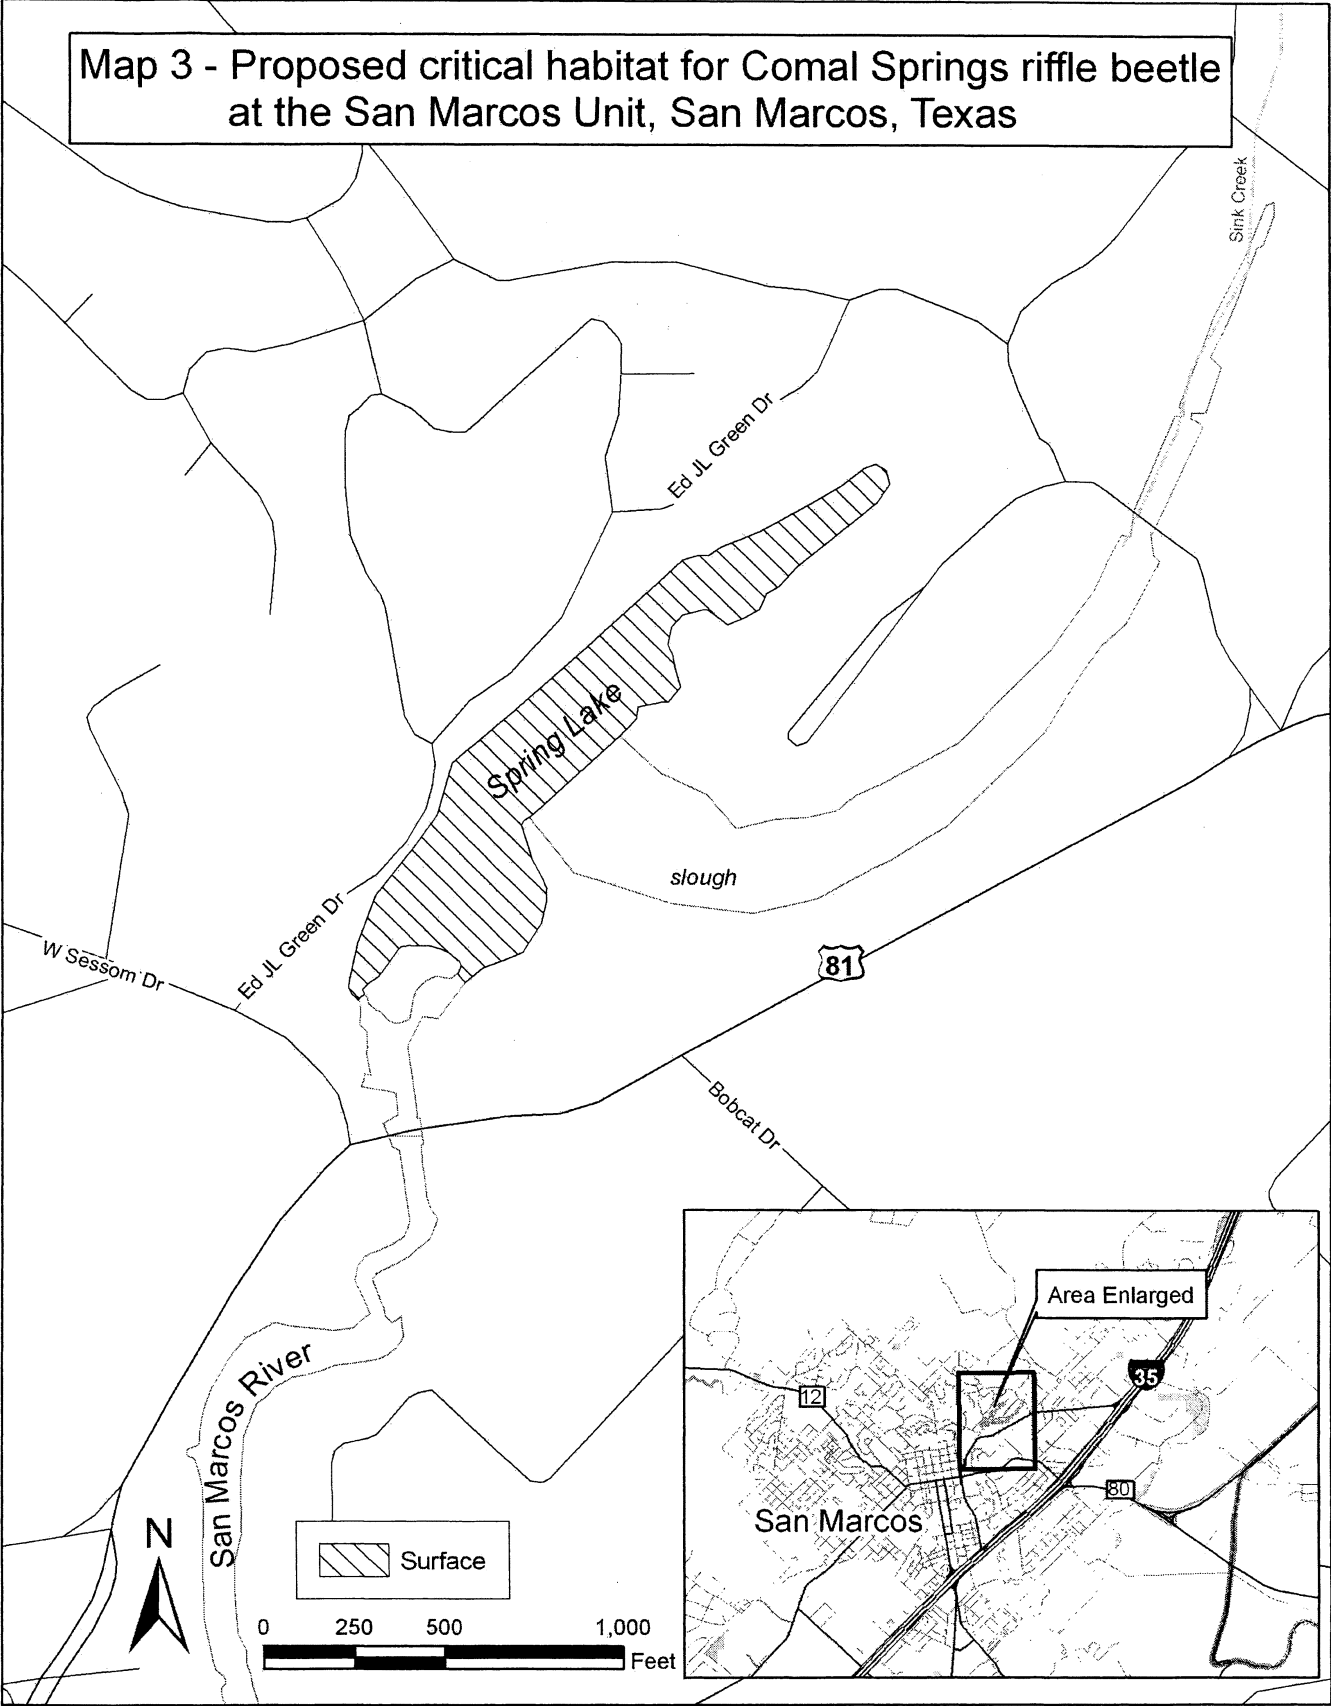 Map 3 - Proposed critical habitat for Comal Springs riffle beetle
at the San Marcos Unit, San Marcos, Texas
Sink Creek
Ed JL Green Dr
Spring Lake
slough
Ed JL Green Dr
W Sessom Dr
81
Bobcat Dr
San Marcos River
N
Surface
0 250 500 1,000
Feet
Area Enlarged
35
12
80
San Marcos